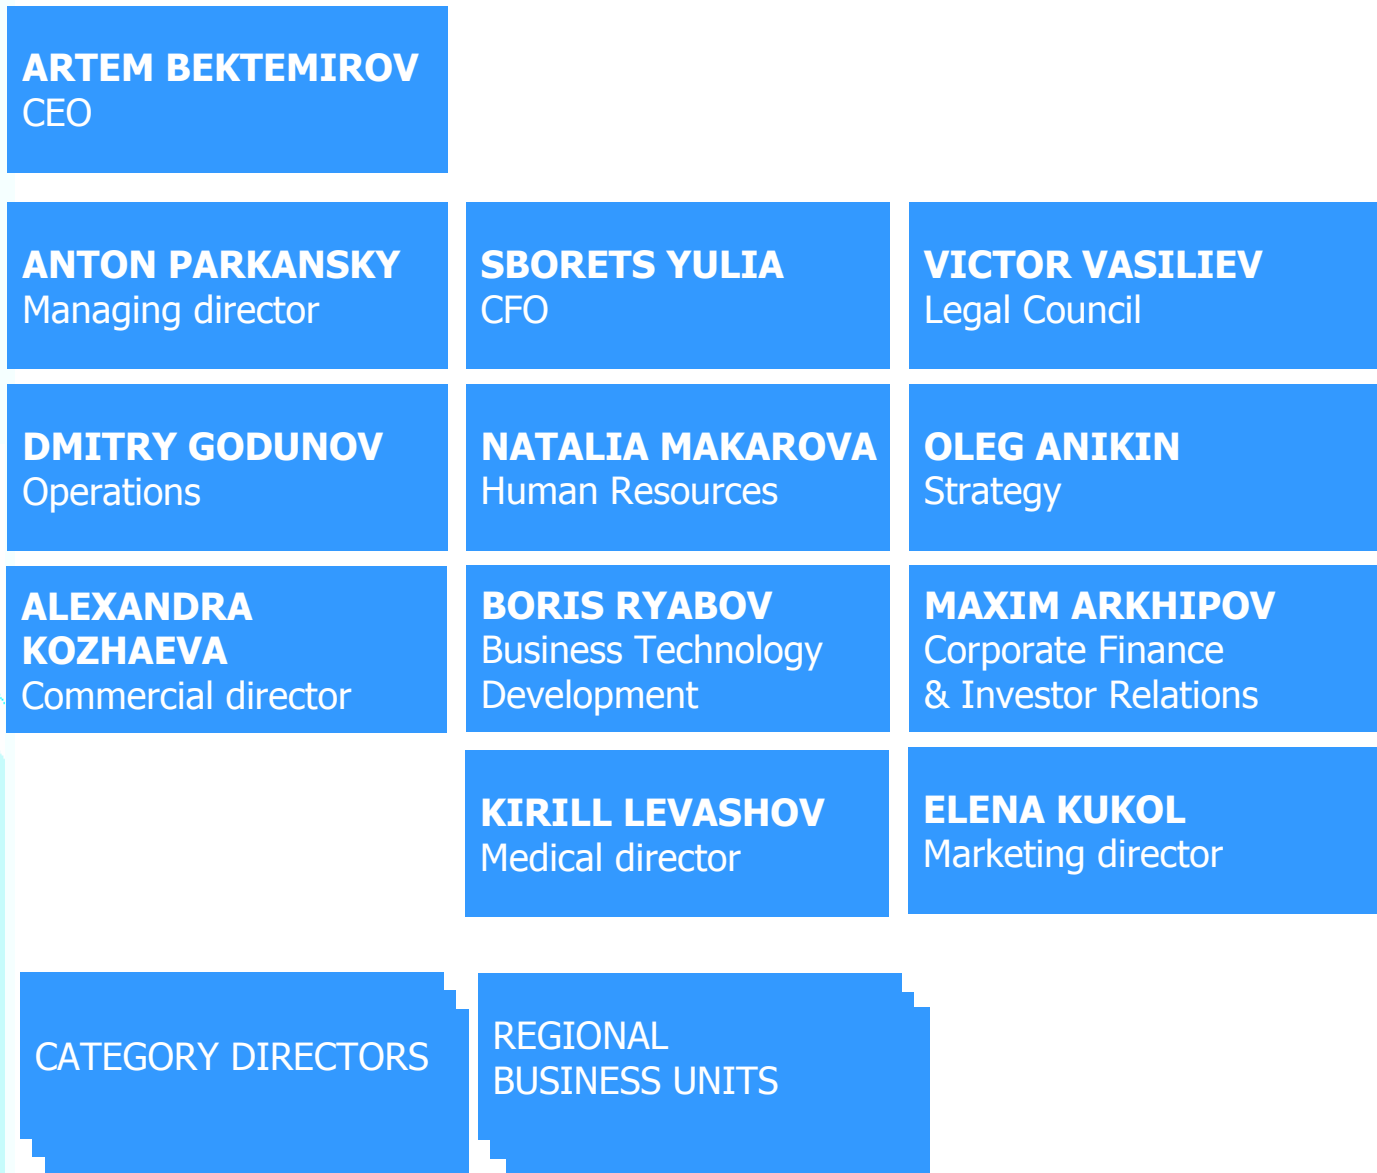 ARTEM BEKTEMIROV
CEO
ANTON PARKANSKY
Managing director
SBORETS YULIA
CFO
VICTOR VASILIEV
Legal Council
DMITRY GODUNOV
Operations
NATALIA MAKAROVA
Human Resources
OLEG ANIKIN
Strategy
ALEXANDRA
KOZHAEVA
Commercial director
BORIS RYABOV
Business Technology
Development
MAXIM ARKHIPOV
Corporate Finance
& Investor Relations
KIRILL LEVASHOV
Medical director
ELENA KUKOL
Marketing director
CATEGORY DIRECTORS
REGIONAL
BUSINESS UNITS